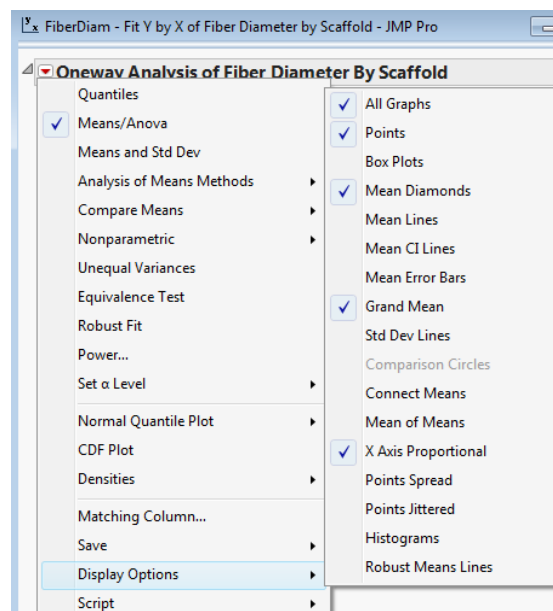 FiberDiam - Fit Y by X of Fiber Diameter by Scaffold - JMP Pro
Oneway Analysis of Fiber Diameter By Scaffold
Quantiles
Means/Anova
Means and Std Dev
Analysis of Means Methods
Compare Means
Nonparametric
Unequal Variances
Equivalence Test
Robust Fit
Power...
Set α Level
Normal Quantile Plot
CDF Plot
Densities
Matching Column...
Save
Display Options
Script
All Graphs
Points
Box Plots
Mean Diamonds
Mean Lines
Mean CI Lines
Mean Error Bars
Grand Mean
Std Dev Lines
Comparison Circles
Connect Means
Mean of Means
X Axis Proportional
Points Spread
Points Jittered
Histograms
Robust Means Lines